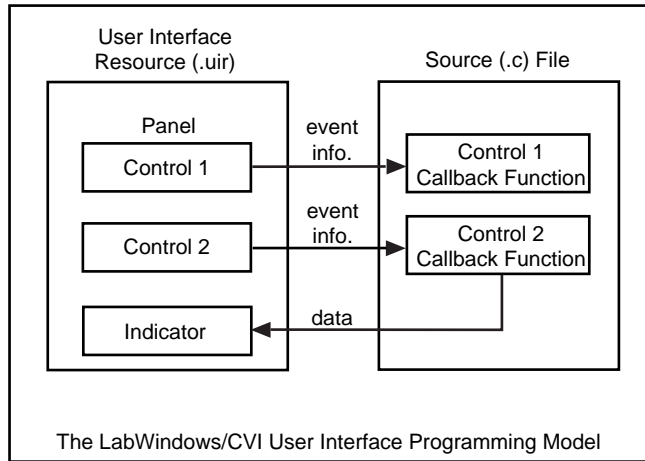 User Interface
Resource (.uir)
Source (.c) File
Panel
Control 1
event
info.
Control 1
Callback Function
Control 2
event
info.
Control 2
Callback Function
Indicator
data
The LabWindows/CVI User Interface Programming Model